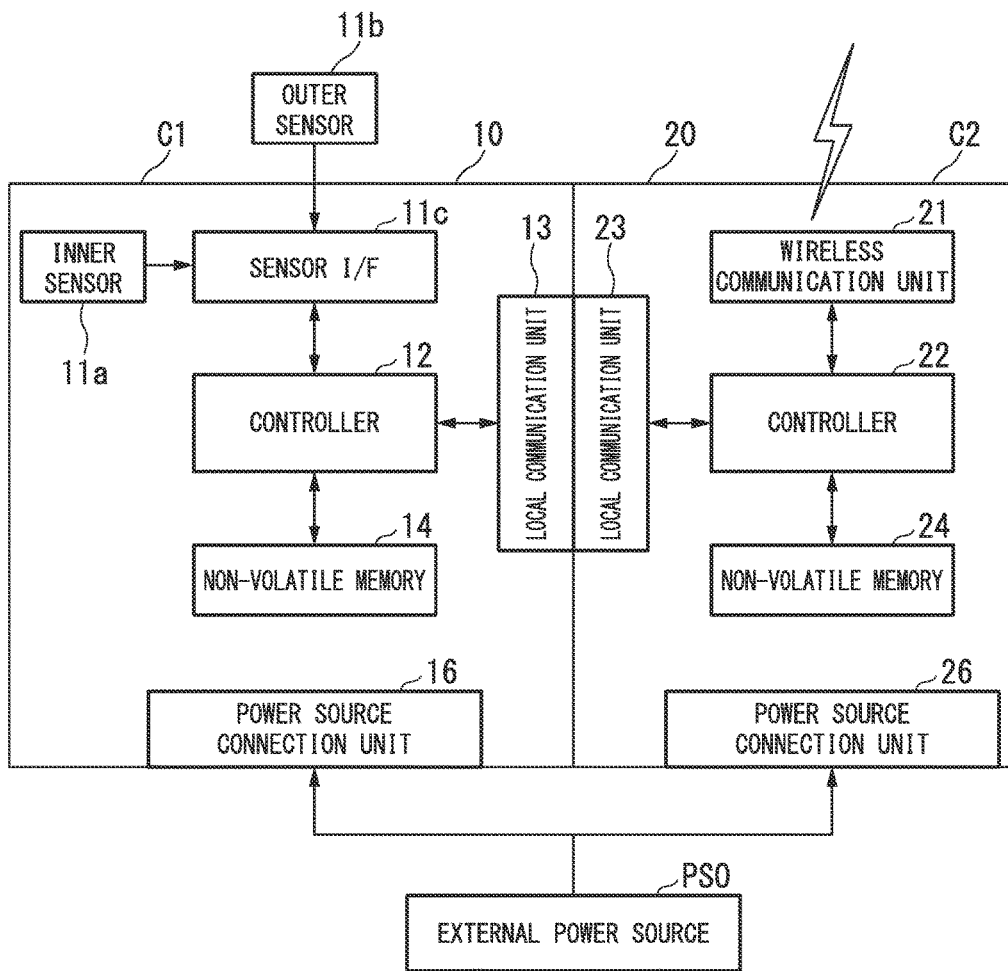 11b
OUTER
SENSOR
C1
10
20
C2
11c
13
23
21
INNER
SENSOR
SENSOR I/F
WIRELESS
COMMUNICATION UNIT
11a
12
LOCAL COMMUNICATION UNIT
LOCAL COMMUNICATION UNIT
22
CONTROLLER
CONTROLLER
14
24
NON-VOLATILE MEMORY
NON-VOLATILE MEMORY
16
26
POWER SOURCE
CONNECTION UNIT
POWER SOURCE
CONNECTION UNIT
PS0
EXTERNAL POWER SOURCE